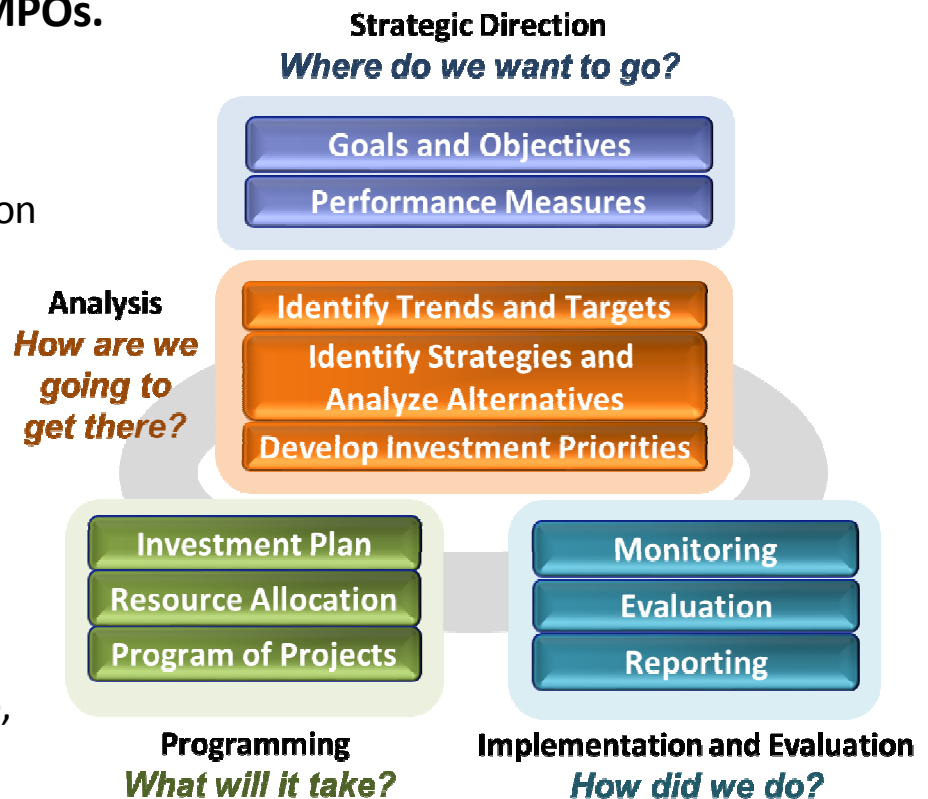 MPOs.
Strategic Direction
Where do we want to go?
Goals and Objectives
Performance Measures
on
Analysis
How are we
going to
get there?
Identify Trends and Targets
Identify Strategies and
Analyze Alternatives
Develop Investment Priorities
Investment Plan
Resource Allocation
Program of Projects
Monitoring
Evaluation
Reporting
,
Programming
What will it take?
Implementation and Evaluation
How did we do?